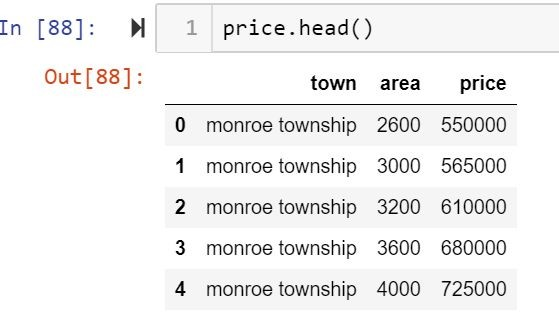 In [88]: 1 price.head()
Out[88]:
town area price
0 monroe township 2600 550000
1 monroe township 3000 565000
2 monroe township 3200 610000
3 monroe township 3600 680000
4 monroe township 4000 725000